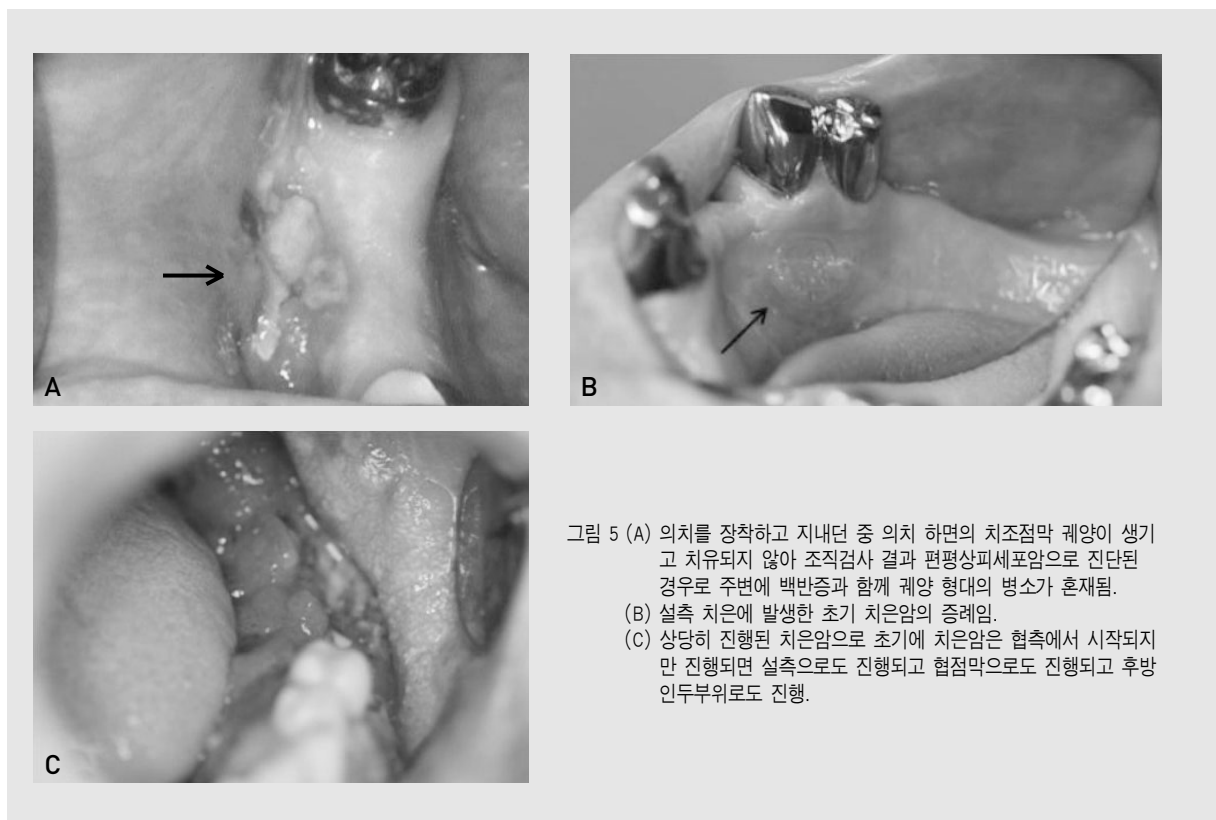 A
B
C
그림 5 (A) 의치를 장착하고 지내던 중 의치 하면의 치조점막 궤양이 생기
고 치유되지 않아 조직검사 결과 편평상피세포암으로 진단된
경우로 주변에 백반증과 함께 궤양 형태의 병소가 혼재됨.
(B) 설측 치은에 발생한 초기 치은암의 증례임.
(C) 상당히 진행된 치은암으로 초기에 치은암은 협측에서 시작되지
만 진행되면 설측으로도 진행되고 협점막으로도 진행되고 후방
인두부위로도 진행.